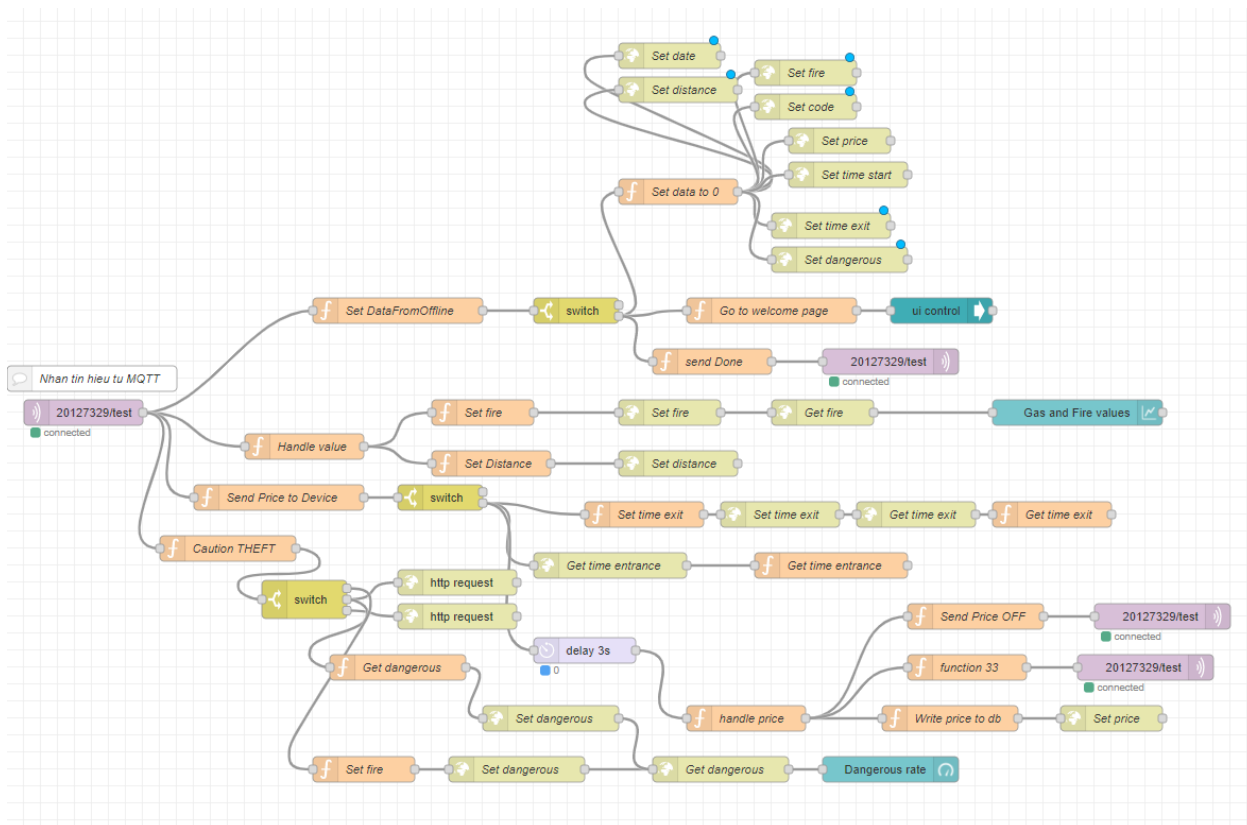 Set date
Set fire
Set distance
Set code
Set price
Set time start
Set data to 0
Set time exit
Set dangerous
Set DataFromOffline
switch
Go to welcome page
ui control
send Done
20127329/test
connected
Nhan tin hieu tu MQTT
20127329/test
connected
Set fire
Set fire
Get fire
Gas and Fire values
Handle value
Set Distance
Set distance
Send Price to Device
switch
Set time exit
Set time exit
Get time exit
Get time exit
Caution THEFT
Get time entrance
Get time entrance
switch
http request
http request
Send Price OFF
20127329/test
connected
delay 3s
0
Get dangerous
function 33
20127329/test
connected
Set dangerous
handle price
Write price to db
Set price
Set fire
Set dangerous
Get dangerous
Dangerous rate